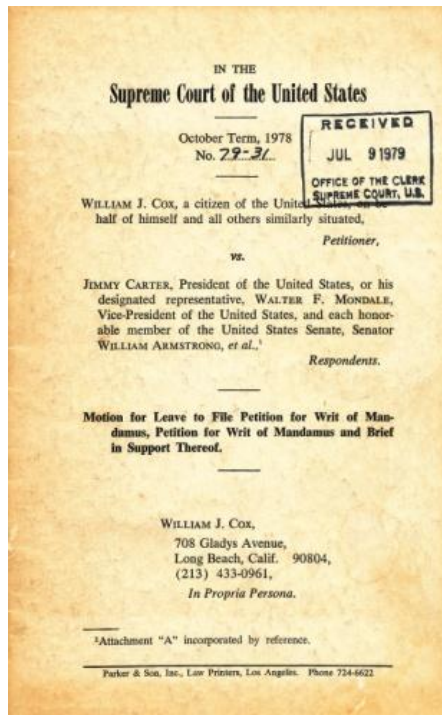 IN THE
Supreme Court of the United States
October Term, 1978
No. 79-31
RECEIVED
JUL 9 1979
OFFICE OF THE CLERK
SUPREME COURT, U.S.
WILLIAM J. COX, a citizen of the United States, on be-
half of himself and all others similarly situated,
Petitioner,
vs.
JIMMY CARTER, President of the United States, or his
designated representative, WALTER F. MONDALE,
Vice-President of the United States, and each honor-
able member of the United States Senate, Senator
WILLIAM ARMSTRONG, et al.,¹
Respondents.
Motion for Leave to File Petition for Writ of Man-
damus, Petition for Writ of Mandamus and Brief
in Support Thereof.
WILLIAM J. COX,
708 Gladys Avenue,
Long Beach, Calif. 90804,
(213) 433-0961,
In Propria Persona.
¹Attachment "A" incorporated by reference.
Parker & Son, Inc., Law Printers, Los Angeles. Phone 724-6622